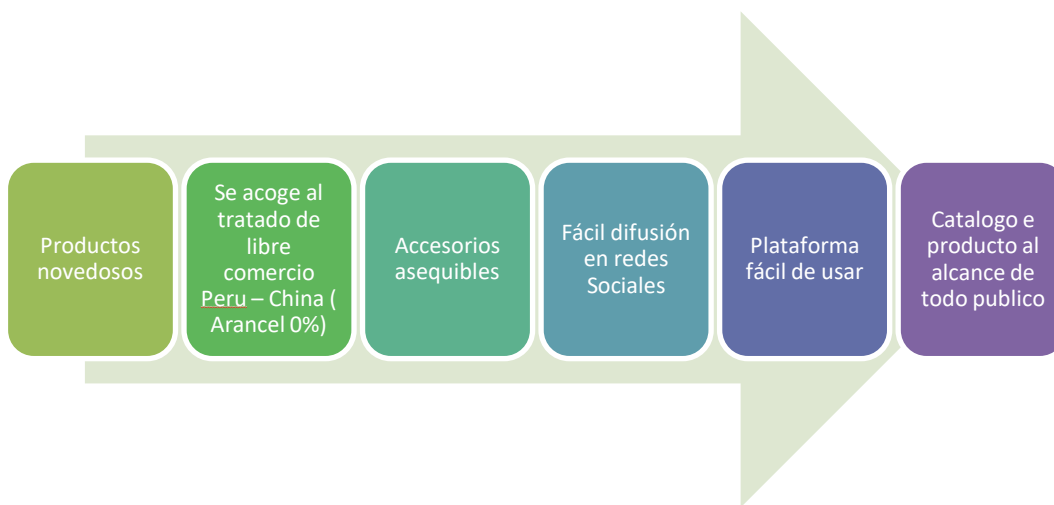 Productos
novedosos
Se acoge al
tratado de
libre
comercio
Peru – China (
Arancel 0%)
Accesorios
asequibles
Fácil difusión
en redes
Sociales
Plataforma
fácil de usar
Catalogo e
producto al
alcance de
todo publico